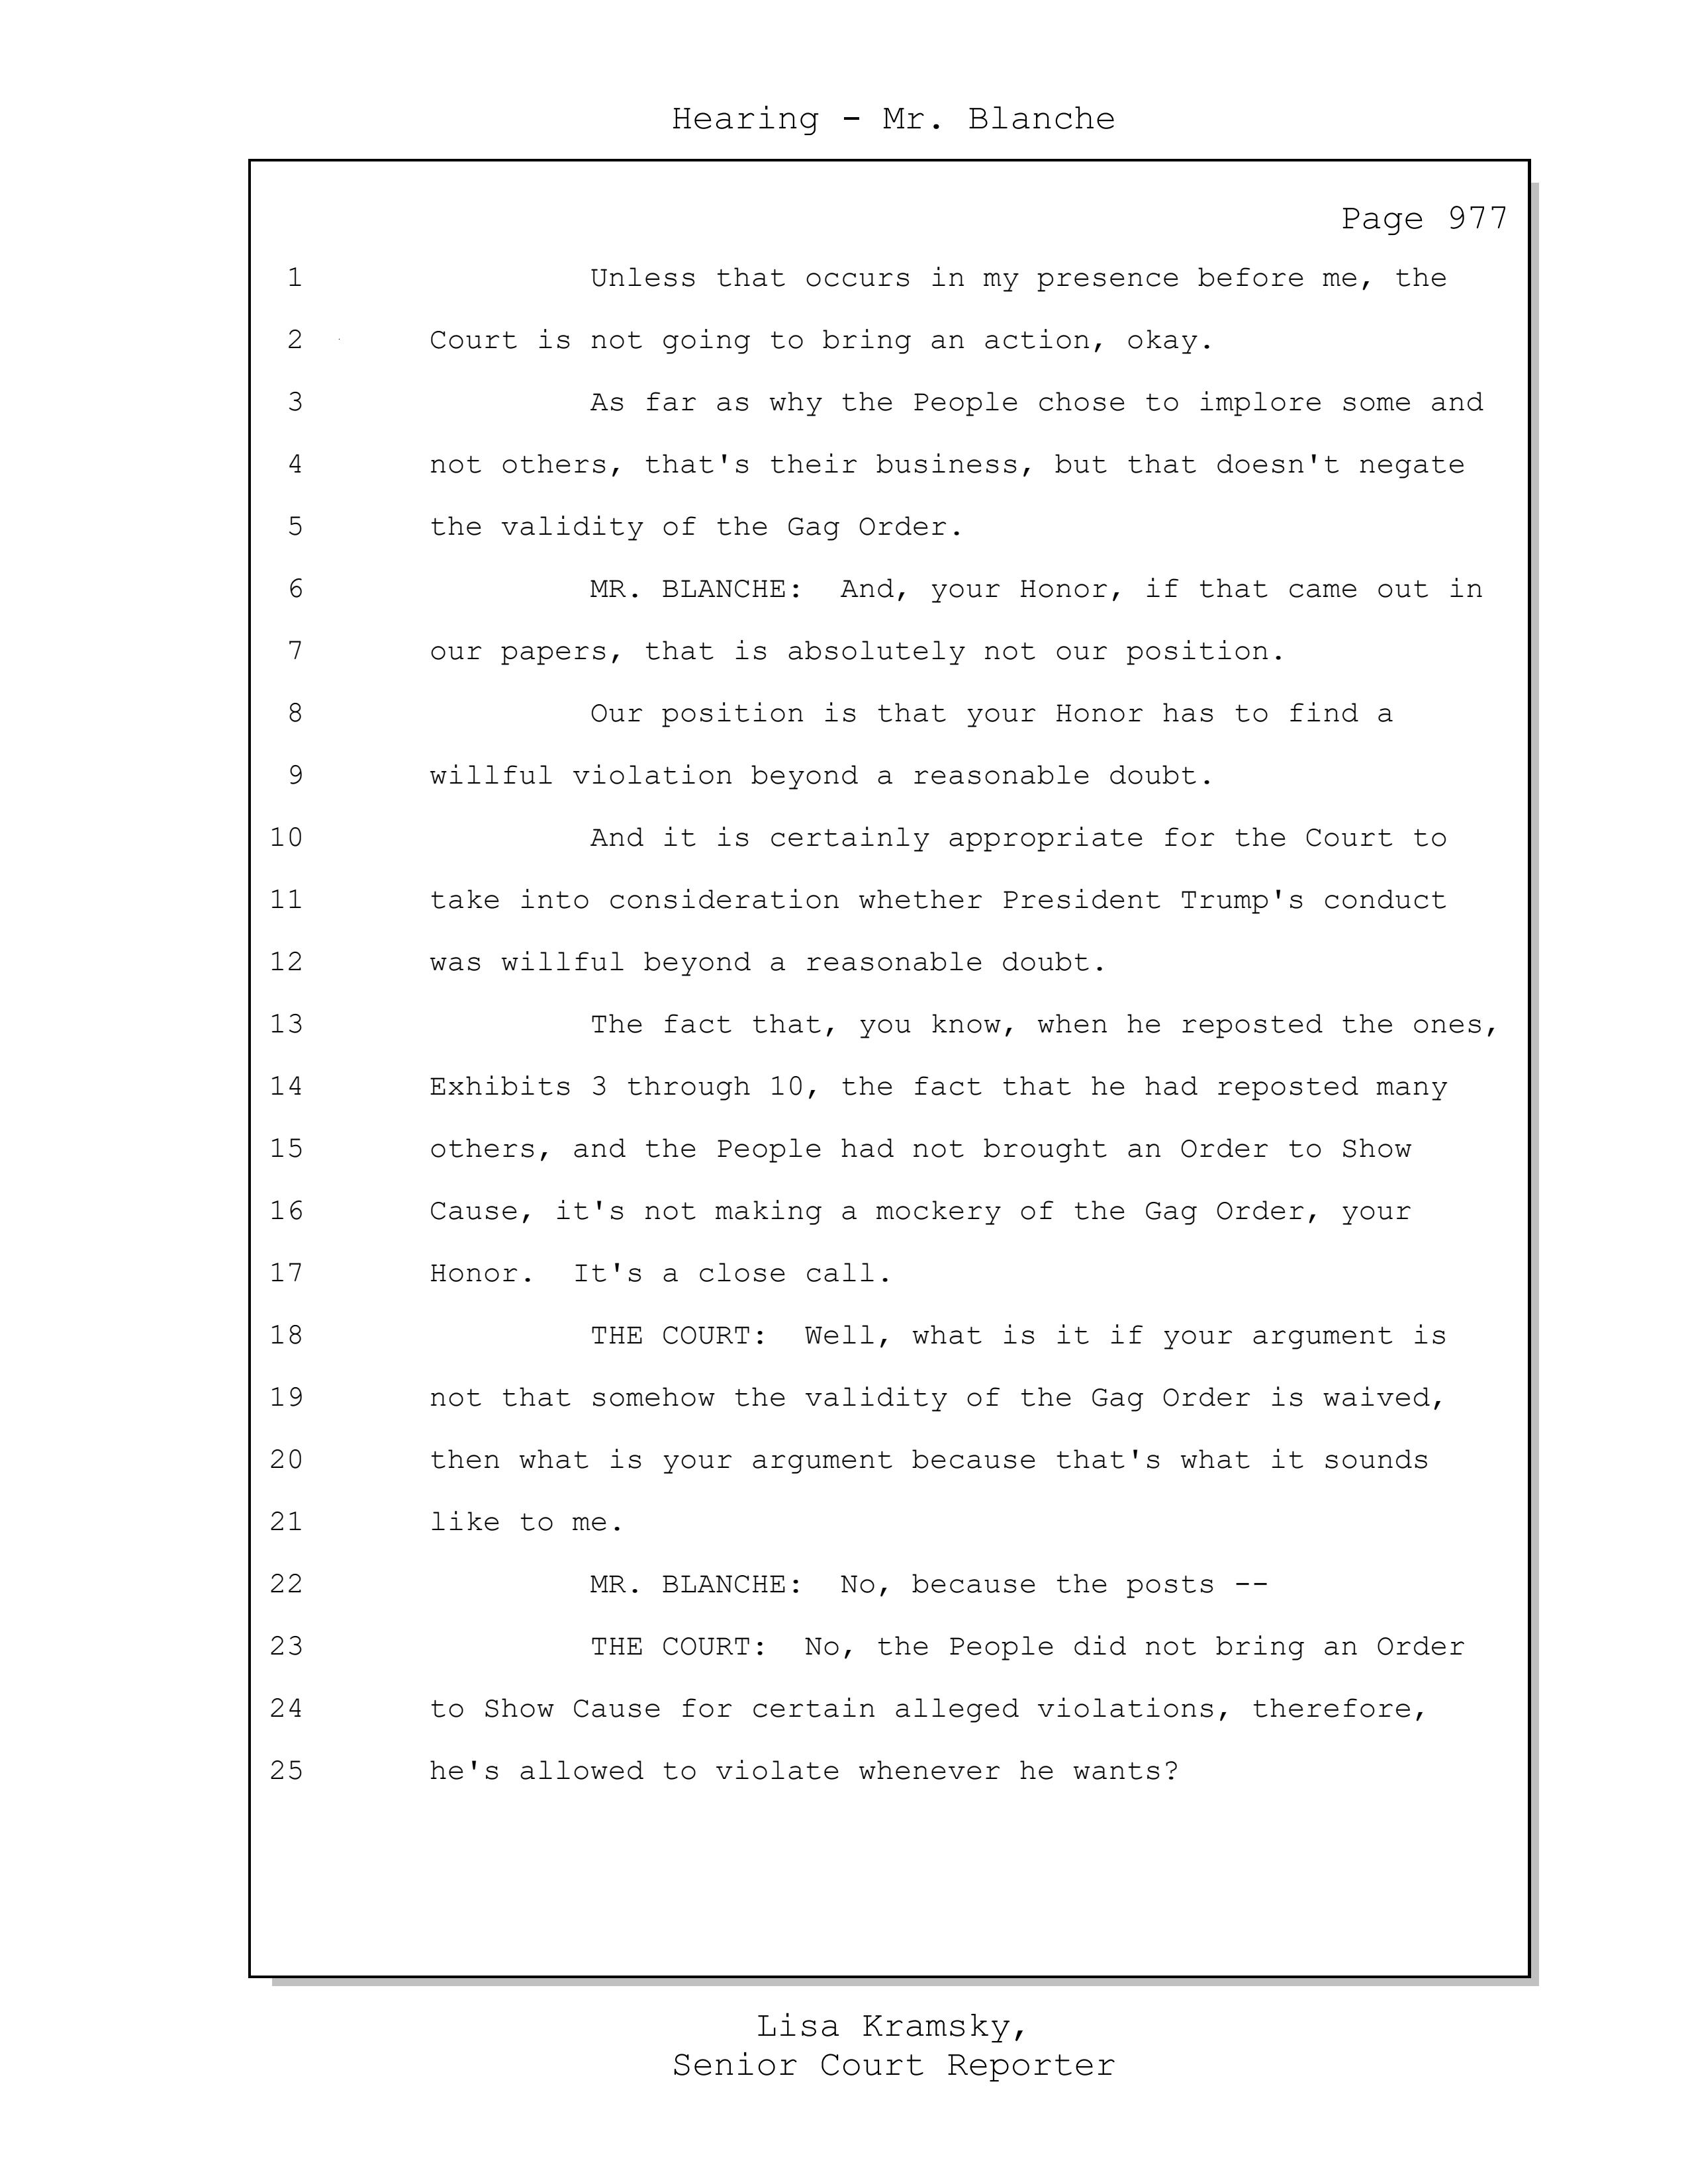 Hearing - Mr. Blanche
Page 977
1 Unless that occurs in my presence before me, the
2 Court is not going to bring an action, okay.
3 As far as why the People chose to implore some and
4 not others, that's their business, but that doesn't negate
5 the validity of the Gag Order.
6 MR. BLANCHE: And, your Honor, if that came out in
7 our papers, that is absolutely not our position.
8 Our position is that your Honor has to find a
9 willful violation beyond a reasonable doubt.
10 And it is certainly appropriate for the Court to
11 take into consideration whether President Trump's conduct
12 was willful beyond a reasonable doubt.
13 The fact that, you know, when he reposted the ones,
14 Exhibits 3 through 10, the fact that he had reposted many
15 others, and the People had not brought an Order to Show
16 Cause, it's not making a mockery of the Gag Order, your
17 Honor. It's a close call.
18 THE COURT: Well, what is it if your argument is
19 not that somehow the validity of the Gag Order is waived,
20 then what is your argument because that's what it sounds
21 like to me.
22 MR. BLANCHE: No, because the posts --
23 THE COURT: No, the People did not bring an Order
24 to Show Cause for certain alleged violations, therefore,
25 he's allowed to violate whenever he wants?
Lisa Kramsky,
Senior Court Reporter